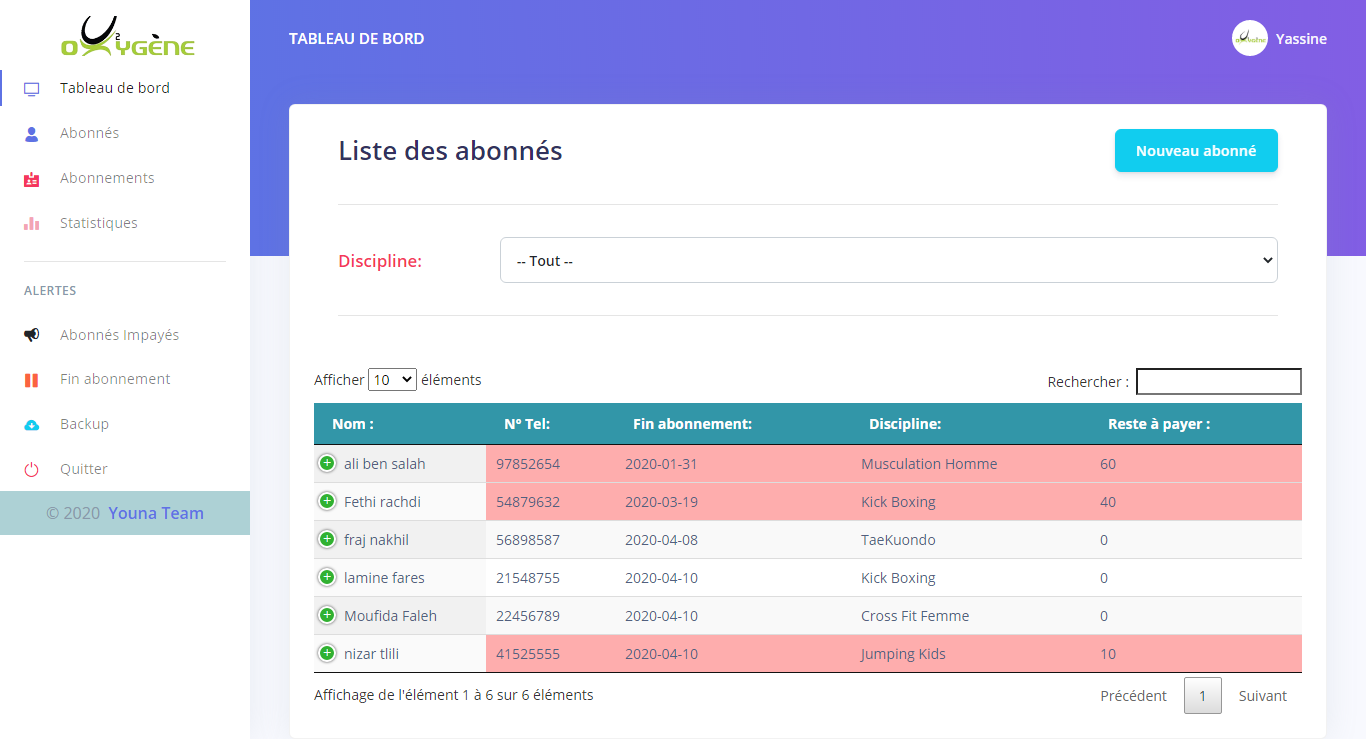 OXYGÈNE 2
Tableau de bord
Abonnés
Abonnements
Statistiques
ALERTES
Abonnés Impayés
Fin abonnement
Backup
Quitter
© 2020 Youna Team
TABLEAU DE BORD
Yassine
Liste des abonnés
Nouveau abonné
Discipline:
-- Tout --
Afficher 10 éléments
Rechercher :
Nom : N° Tel: Fin abonnement: Discipline: Reste à payer :
ali ben salah 97852654 2020-01-31 Musculation Homme 60
Fethi rachdi 54879632 2020-03-19 Kick Boxing 40
fraj nakhil 56898587 2020-04-08 TaeKuondo 0
lamine fares 21548755 2020-04-10 Kick Boxing 0
Moufida Faleh 22456789 2020-04-10 Cross Fit Femme 0
nizar tlili 41525555 2020-04-10 Jumping Kids 10
Affichage de l'élément 1 à 6 sur 6 éléments
Précédent 1 Suivant